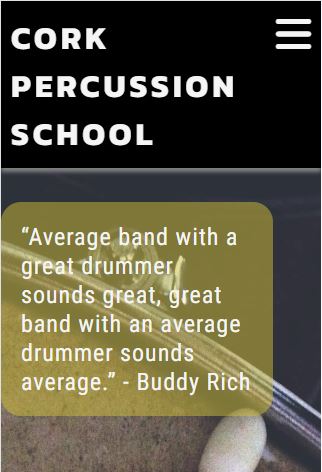 CORK
PERCUSSION
SCHOOL
“Average band with a
great drummer
sounds great, great
band with an average
drummer sounds
average.” - Buddy Rich